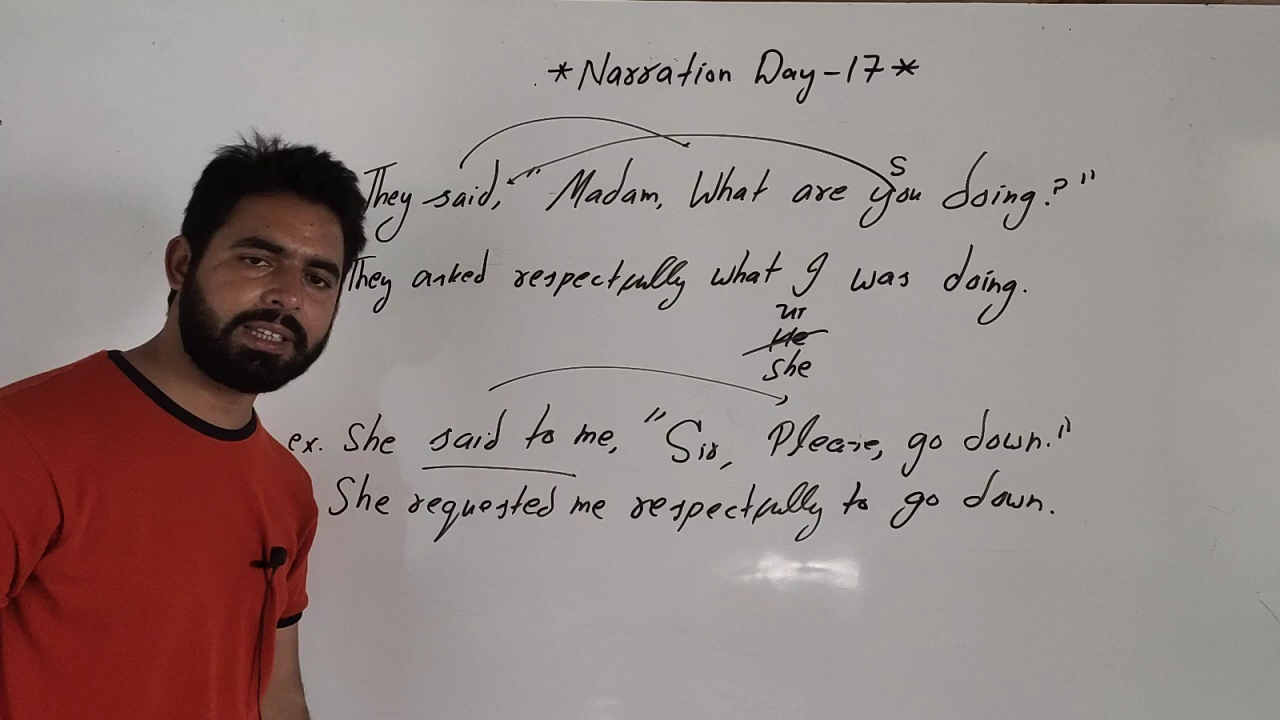 *Narration Day-17*
S
They said, "Madam, What are you doing?"
They asked respectfully what I was doing.
या
He
She
ex. She said to me, "Sir, Please, go down."
She requested me respectfully to go down.